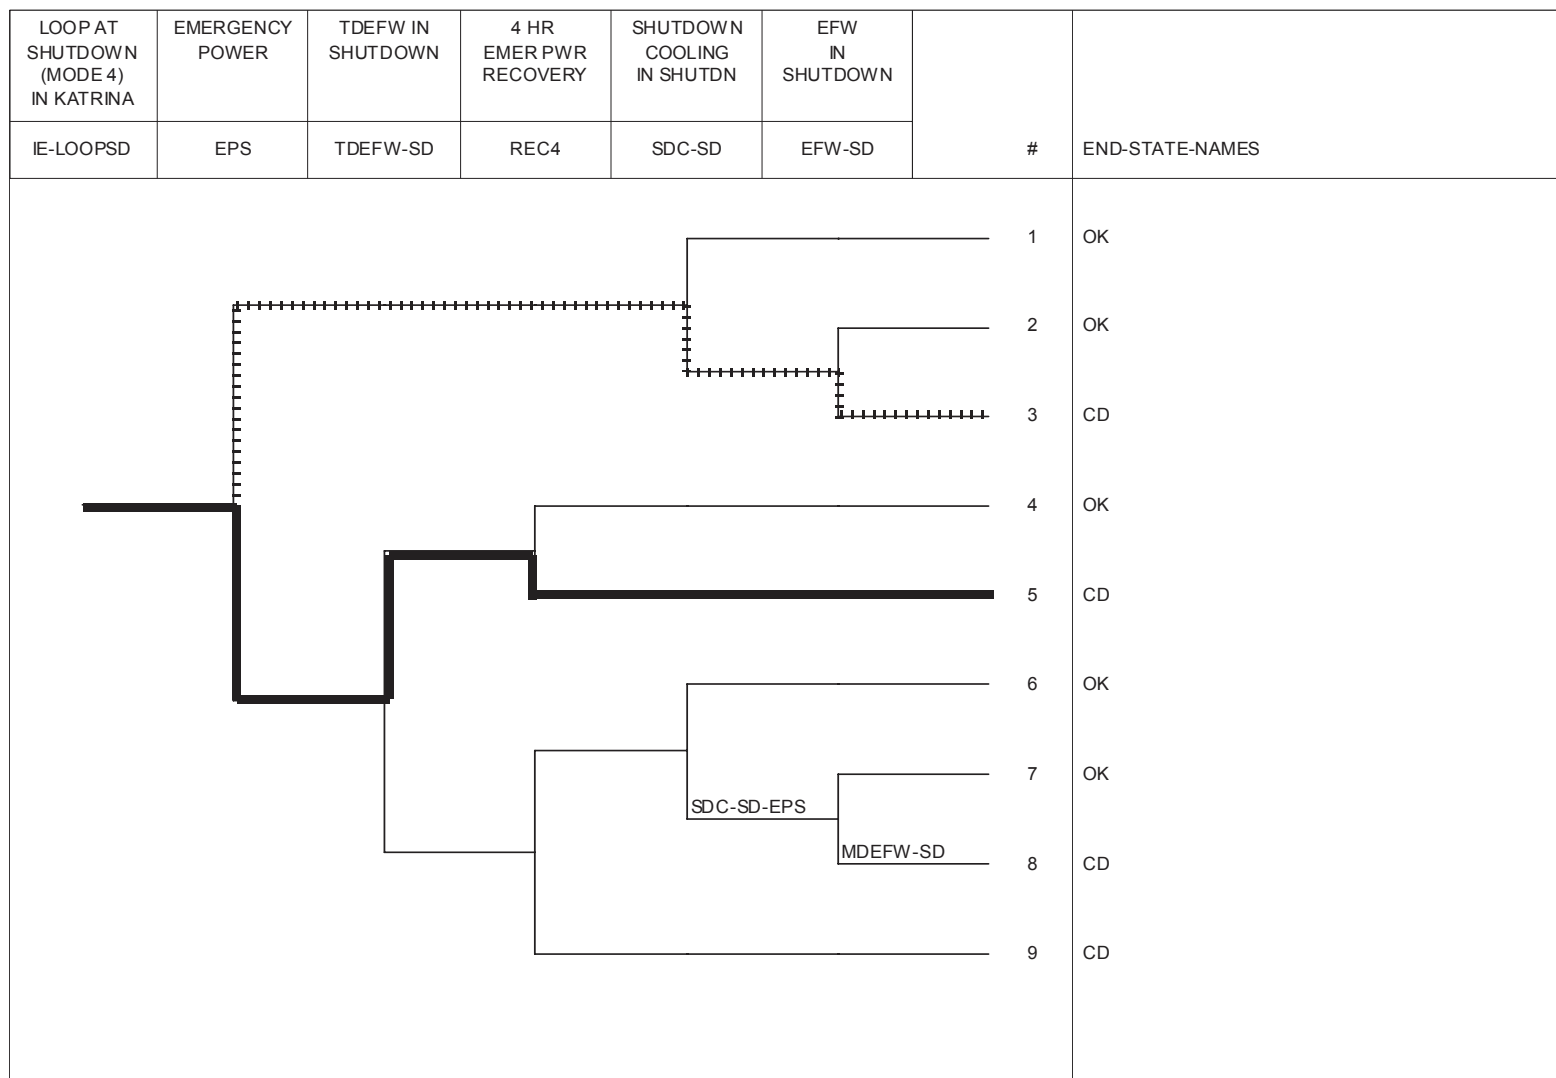 LOOP AT
SHUTDOWN
(MODE 4)
IN KATRINA
EMERGENCY
POWER
TDEFW IN
SHUTDOWN
4 HR
EMER PWR
RECOVERY
SHUTDOWN
COOLING
IN SHUTDN
EFW
IN
SHUTDOWN
IE-LOOPSD
EPS
TDEFW-SD
REC4
SDC-SD
EFW-SD
#
END-STATE-NAMES
1 OK
2 OK
3 CD
4 OK
5 CD
6 OK
7 OK
SDC-SD-EPS
MDEFW-SD
8 CD
9 CD